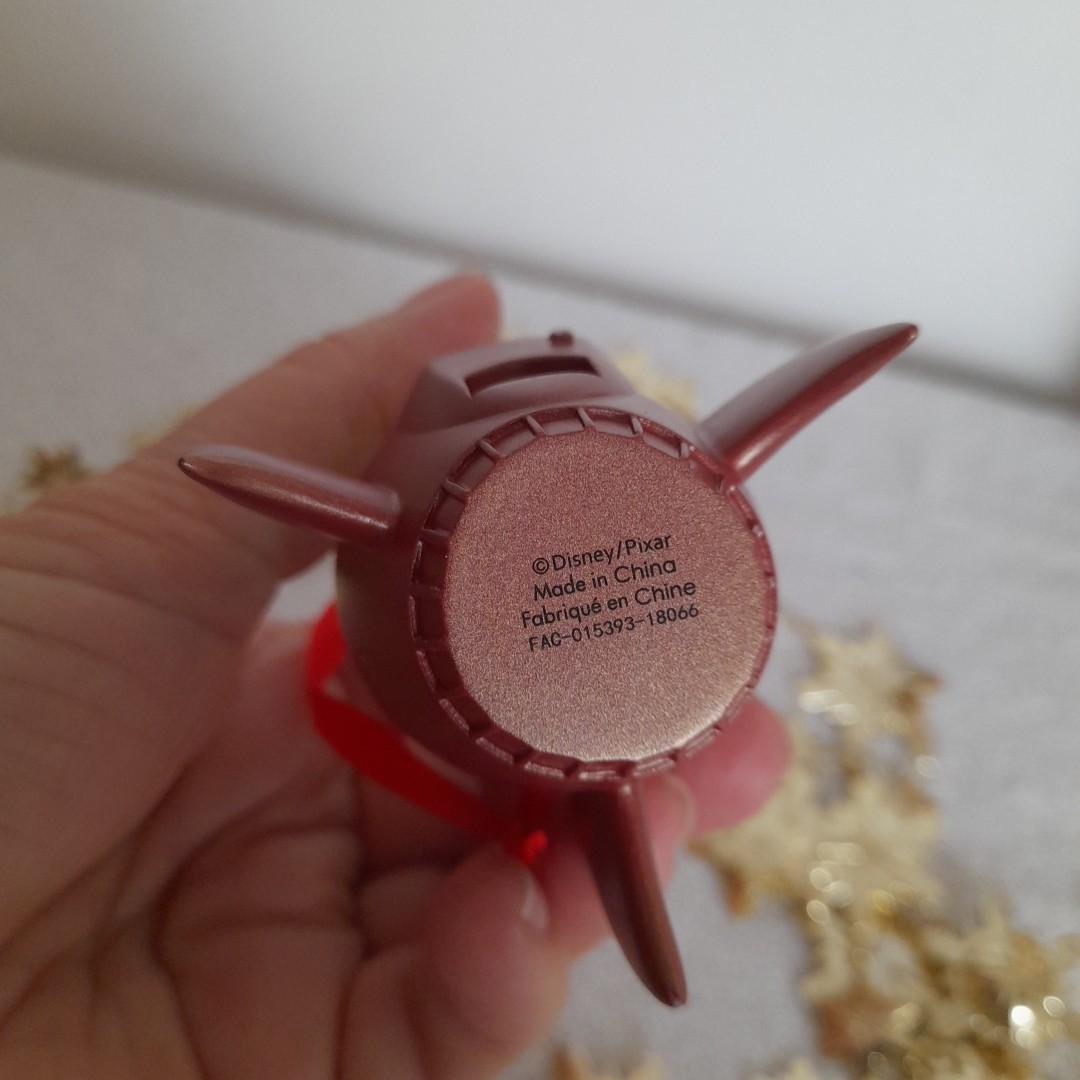 ©Disney/Pixar
Made in China
Fabriqué en Chine
FAC-015393-18066